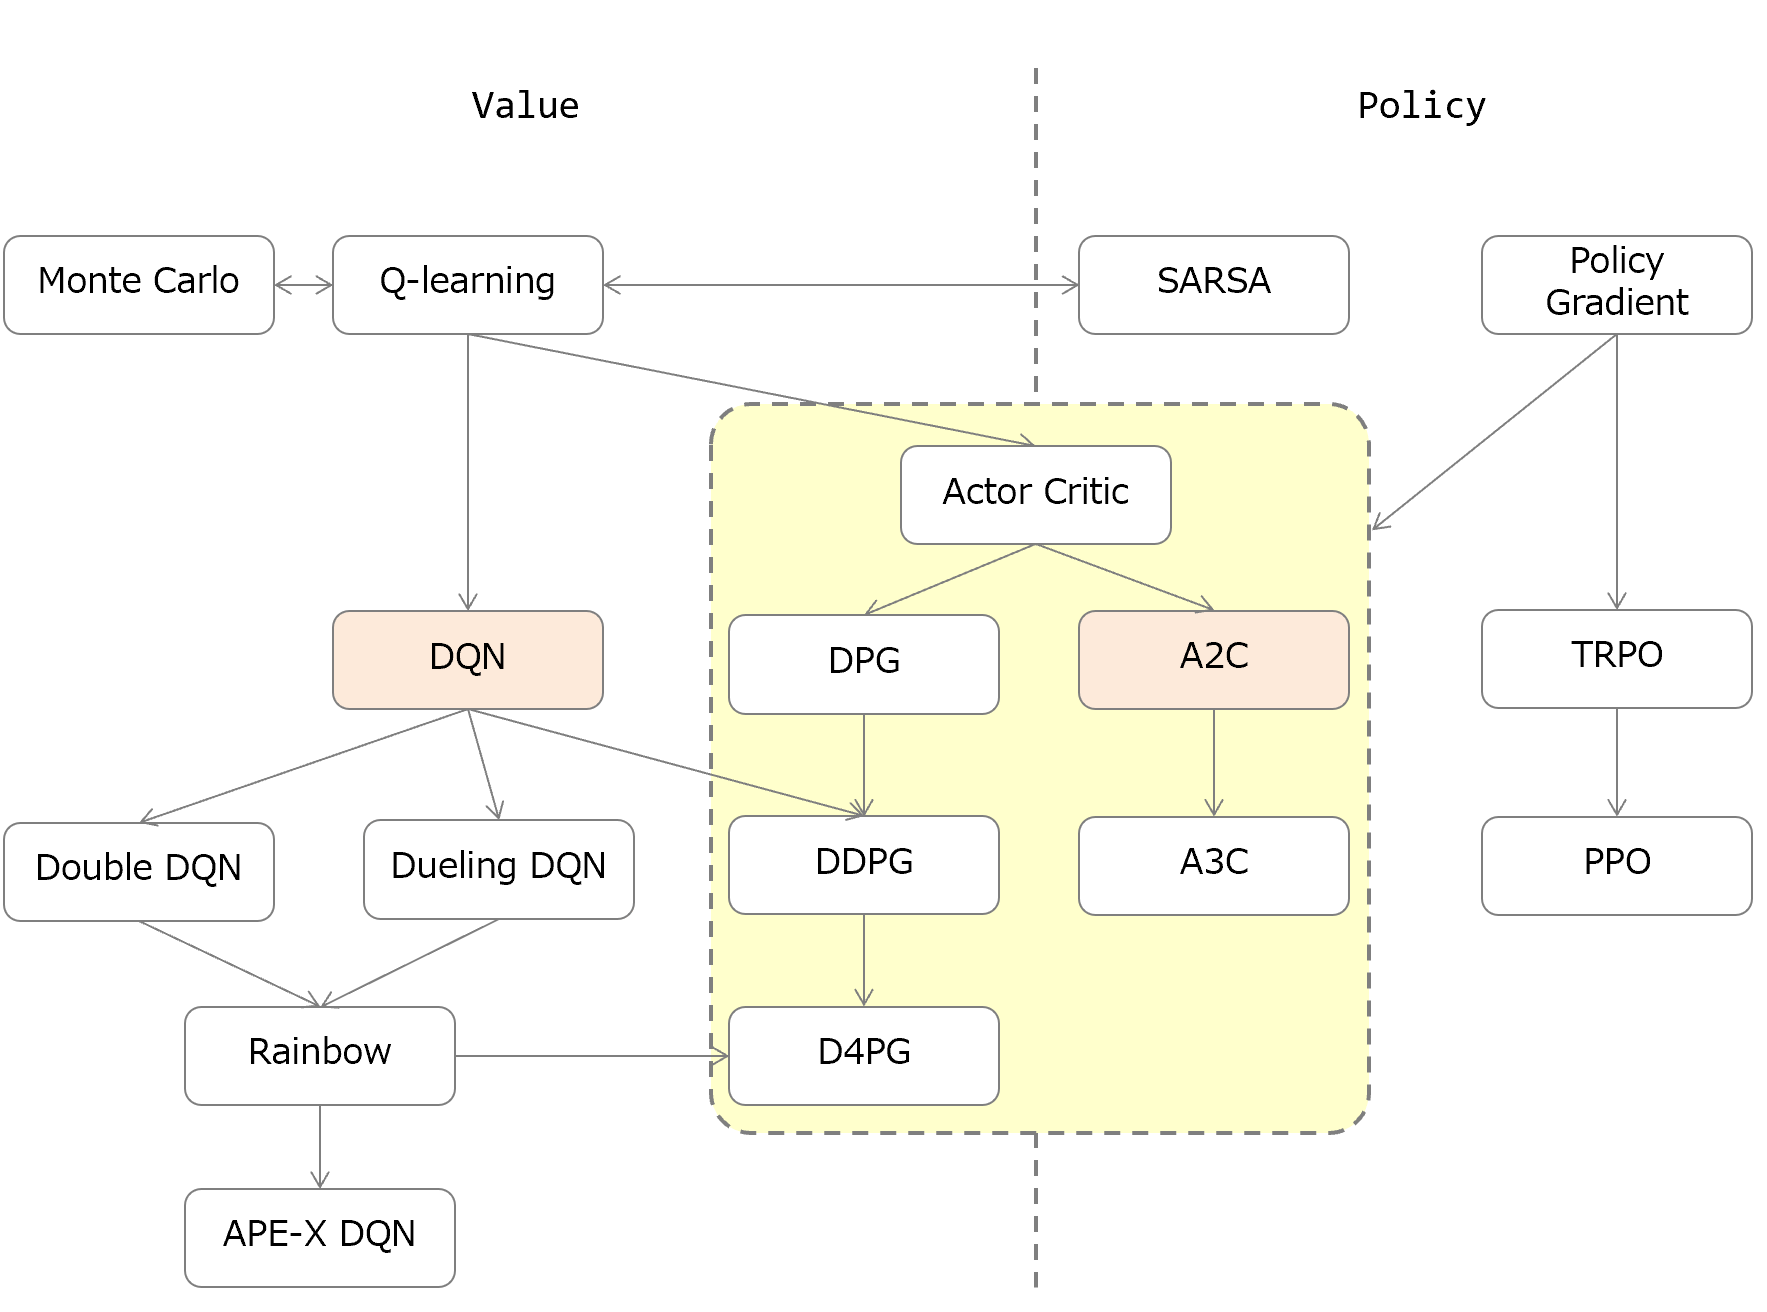 Value
Policy
Monte Carlo
Q-learning
SARSA
Policy
Gradient
Actor Critic
DQN
DPG
A2C
TRPO
Double DQN
Dueling DQN
DDPG
A3C
PPO
Rainbow
D4PG
APE-X DQN